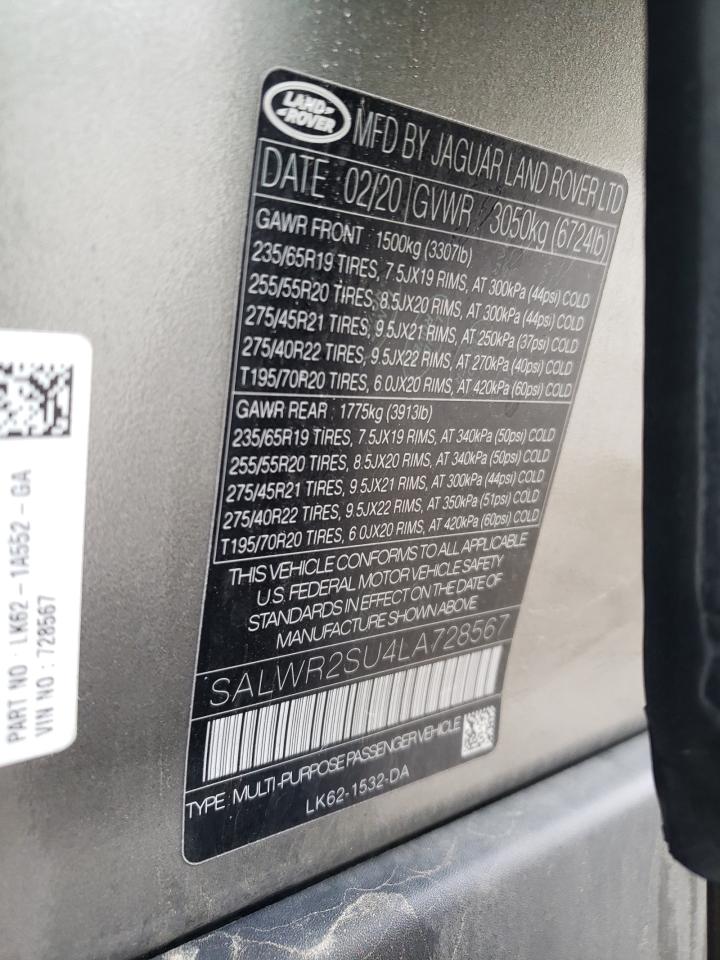 LAND-
-ROVER
MFD BY JAGUAR LAND ROVER LTD
DATE 02/20 GVWR 3050kg (6724lb)
GAWR FRONT : 1500kg (3307lb)
235/65R19 TIRES, 7.5JX19 RIMS, AT 300kPa (44psi) COLD
255/55R20 TIRES, 8.5JX20 RIMS, AT 300kPa (44psi) COLD
275/45R21 TIRES, 9.5JX21 RIMS, AT 250kPa (37psi) COLD
275/40R22 TIRES, 9.5JX22 RIMS, AT 270kPa (40psi) COLD
T195/70R20 TIRES, 6.0JX20 RIMS, AT 420kPa (60psi) COLD
GAWR REAR : 1775kg (3913lb)
235/65R19 TIRES, 7.5JX19 RIMS, AT 340kPa (50psi) COLD
255/55R20 TIRES, 8.5JX20 RIMS, AT 340kPa (50psi) COLD
275/45R21 TIRES, 9.5JX21 RIMS, AT 300kPa (44psi) COLD
275/40R22 TIRES, 9.5JX22 RIMS, AT 350kPa (51psi) COLD
T195/70R20 TIRES, 6.0JX20 RIMS, AT 420kPa (60psi) COLD
THIS VEHICLE CONFORMS TO ALL APPLICABLE
U.S. FEDERAL MOTOR VEHICLE SAFETY
STANDARDS IN EFFECT ON THE DATE OF
MANUFACTURE SHOWN ABOVE
SALWR2SU4LA728567
TYPE : MULTI-PURPOSE PASSENGER VEHICLE
LK62-1532-DA
PART NO : LK62 - 1A552 - GA
VIN NO : 728567